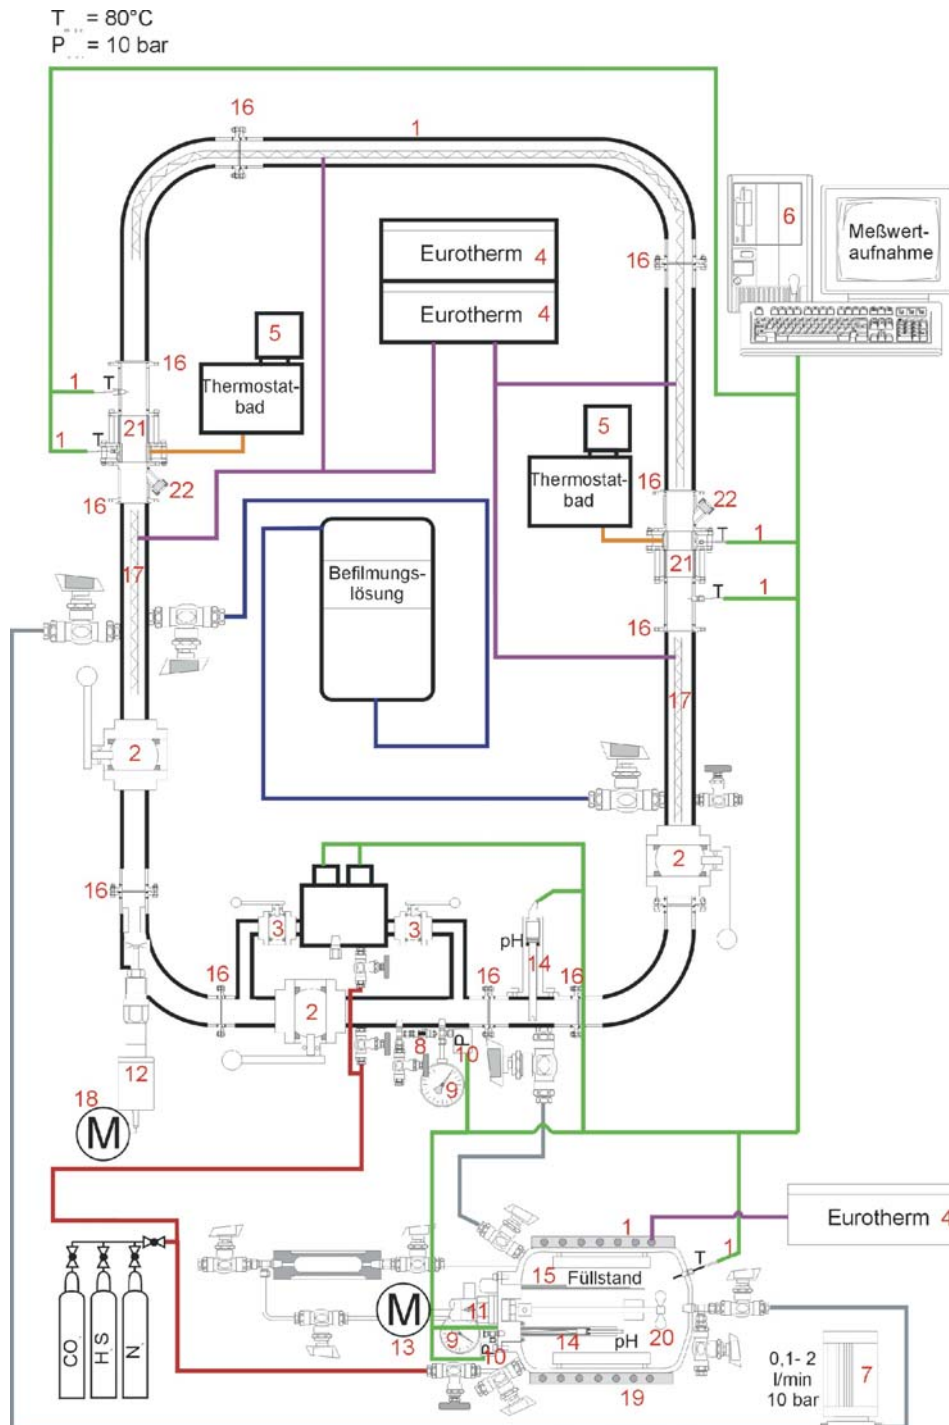 T = 80°C
P = 10 bar
16
1
6
Meßwert-
aufnahme
Eurotherm 4
16
Eurotherm 4
5
16
1
T
Thermostat-
bad
5
21
1
T
Thermostat-
bad
16
22
22
16
T
1
17
Befilmungs-
lösung
21
T
1
16
17
2
2
16
3
3
pH
14
16
2
16
16
8
P
10
9
12
18
M
1
Eurotherm 4
T
1
15
Füllstand
M
11
13
9
14
pH
20
P
10
19
CO
H S
N
0,1- 2
l/min
10 bar
7